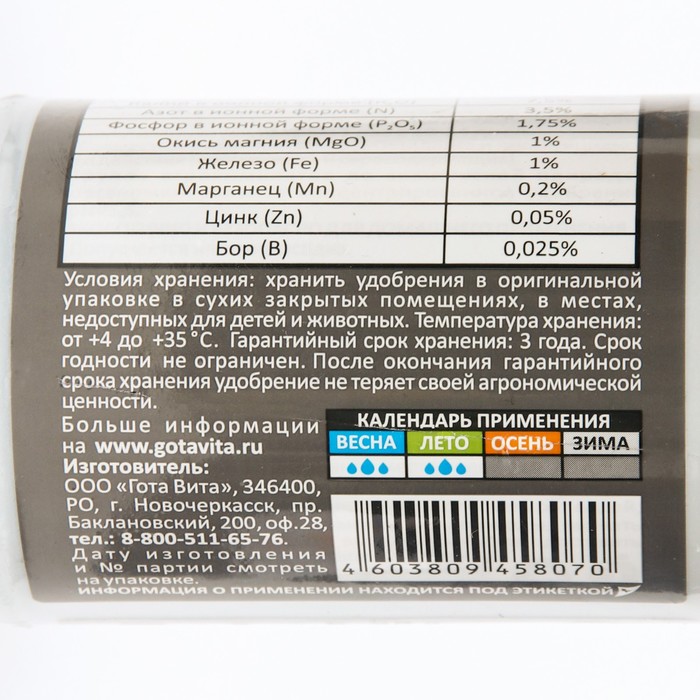 Азот в ионной форме (N) 3,5%
Фосфор в ионной форме (P₂O₅) 1,75%
Окись магния (MgO) 1%
Железо (Fe) 1%
Марганец (Mn) 0,2%
Цинк (Zn) 0,05%
Бор (B) 0,025%
Условия хранения: хранить удобрения в оригинальной
упаковке в сухих закрытых помещениях, в местах,
недоступных для детей и животных. Температура хранения:
от +4 до +35°С. Гарантийный срок хранения: 3 года. Срок
годности не ограничен. После окончания гарантийного
срока хранения удобрение не теряет своей агрономической
ценности.
Больше информации
на www.gotavita.ru
Изготовитель:
ООО «Гота Вита», 346400,
РО, г. Новочеркасск, пр.
Баклановский, 200, оф.28,
тел.: 8-800-511-65-76.
Дату изготовления
и № партии смотреть
на упаковке.
КАЛЕНДАРЬ ПРИМЕНЕНИЯ
ВЕСНА ЛЕТО ОСЕНЬ ЗИМА
4 603809 458070
ИНФОРМАЦИЯ О ПРИМЕНЕНИИ НАХОДИТСЯ ПОД ЭТИКЕТКОЙ